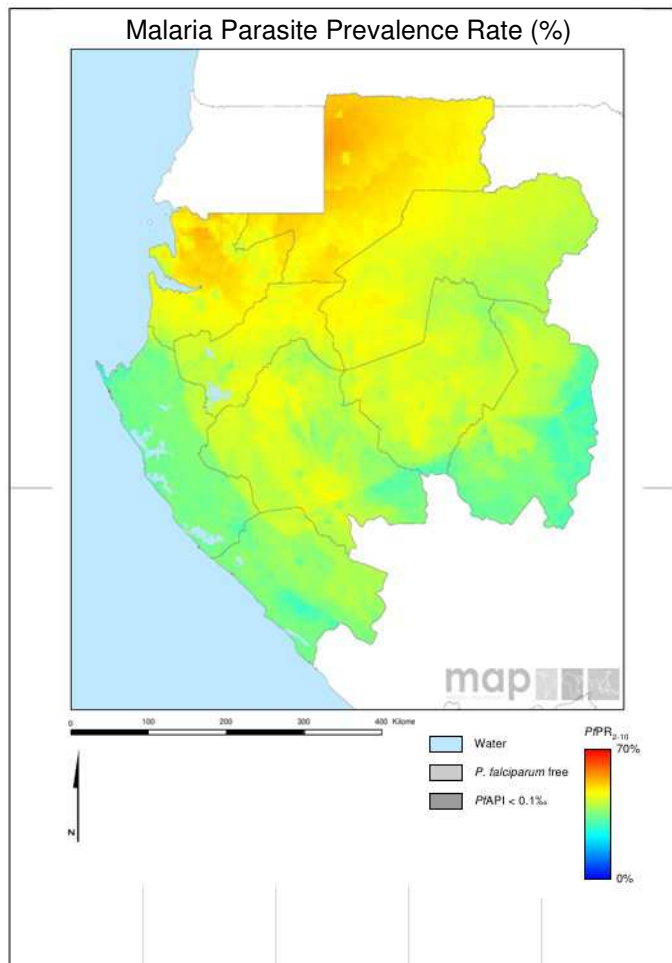 Malaria Parasite Prevalence Rate (%)
map
0 100 200 300 400 Kilome
Water
P. falciparum free
PfAPI < 0.1‰
PfPR2-10
70%
0%
N